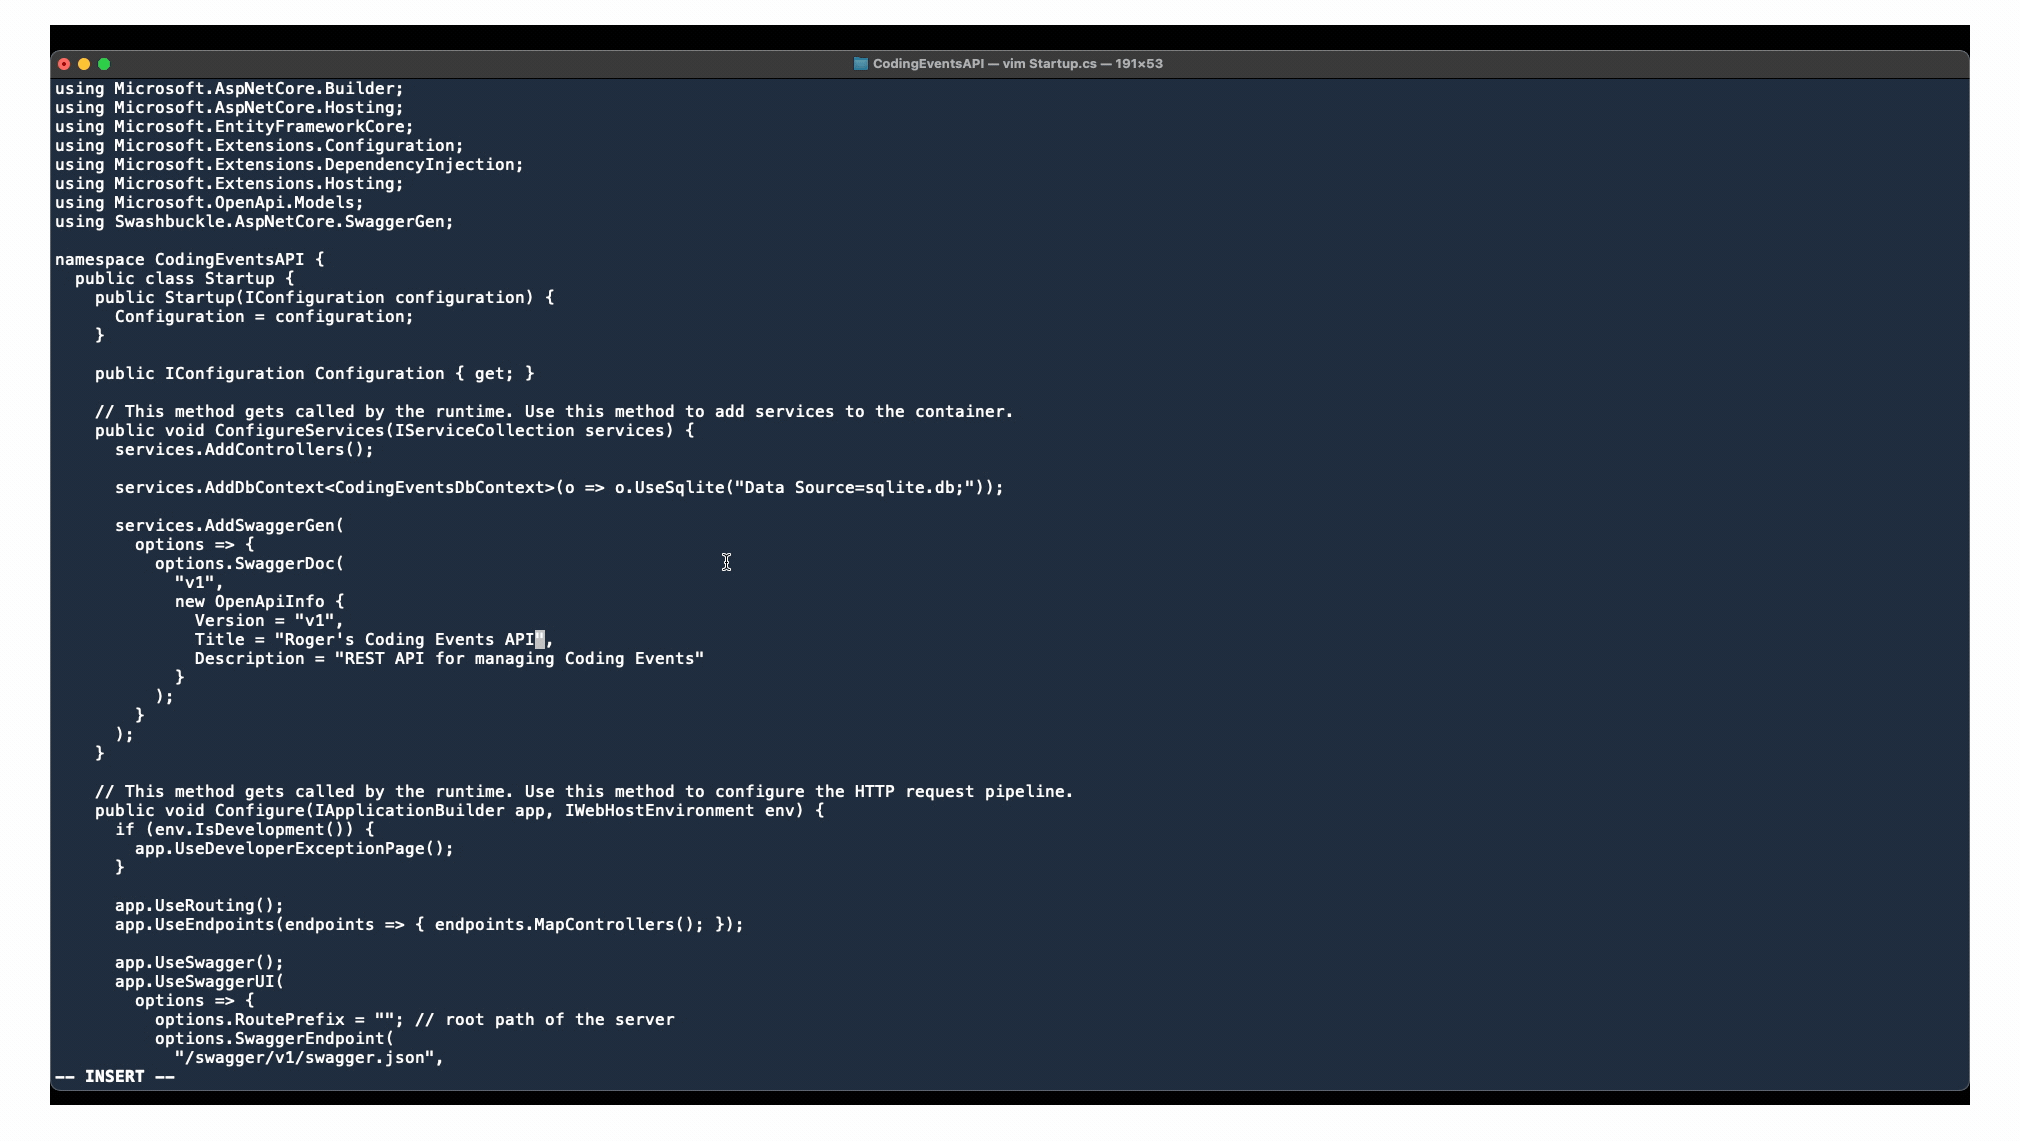 CodingEventsAPI — vim Startup.cs — 191×53
using Microsoft.AspNetCore.Builder;
using Microsoft.AspNetCore.Hosting;
using Microsoft.EntityFrameworkCore;
using Microsoft.Extensions.Configuration;
using Microsoft.Extensions.DependencyInjection;
using Microsoft.Extensions.Hosting;
using Microsoft.OpenApi.Models;
using Swashbuckle.AspNetCore.SwaggerGen;

namespace CodingEventsAPI {
  public class Startup {
    public Startup(IConfiguration configuration) {
      Configuration = configuration;
    }

    public IConfiguration Configuration { get; }

    // This method gets called by the runtime. Use this method to add services to the container.
    public void ConfigureServices(IServiceCollection services) {
      services.AddControllers();

      services.AddDbContext<CodingEventsDbContext>(o => o.UseSqlite("Data Source=sqlite.db;"));

      services.AddSwaggerGen(
        options => {
          options.SwaggerDoc(
            "v1",
            new OpenApiInfo {
              Version = "v1",
              Title = "Roger's Coding Events API",
              Description = "REST API for managing Coding Events"
            }
          );
        }
      );
    }

    // This method gets called by the runtime. Use this method to configure the HTTP request pipeline.
    public void Configure(IApplicationBuilder app, IWebHostEnvironment env) {
      if (env.IsDevelopment()) {
        app.UseDeveloperExceptionPage();
      }

      app.UseRouting();
      app.UseEndpoints(endpoints => { endpoints.MapControllers(); });

      app.UseSwagger();
      app.UseSwaggerUI(
        options => {
          options.RoutePrefix = ""; // root path of the server
          options.SwaggerEndpoint(
            "/swagger/v1/swagger.json",
-- INSERT --